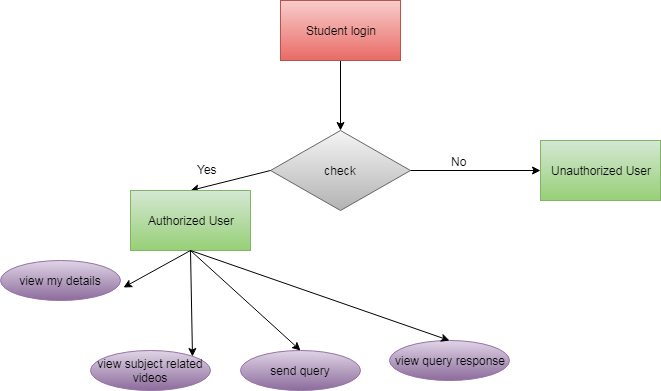 Student login
check
Yes
No
Unauthorized User
Authorized User
view my details
view subject related
videos
send query
view query response